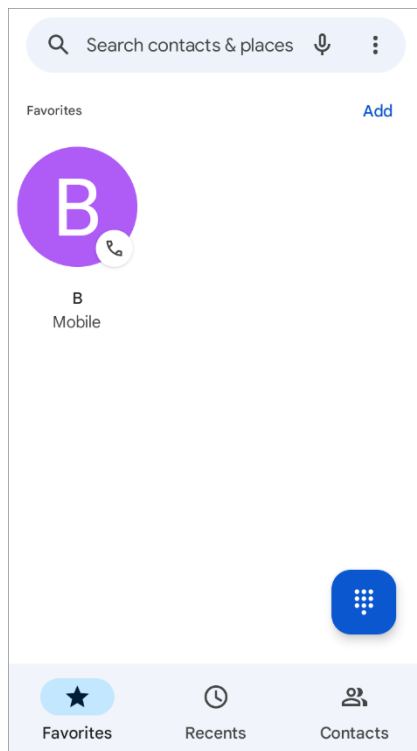 Search contacts & places
Favorites Add
B
B
Mobile
Favorites Recents Contacts